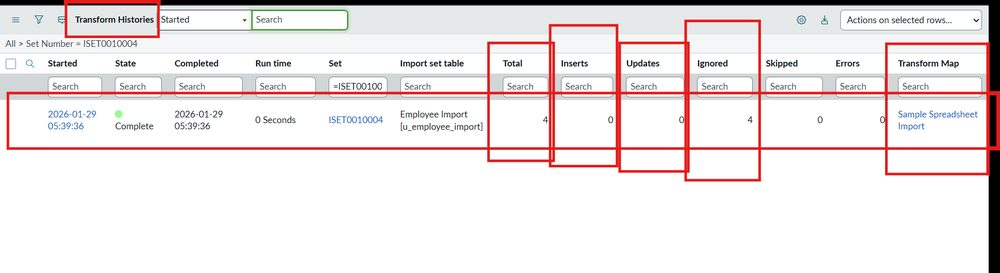 Transform Histories Started Search Actions on selected rows...
All > Set Number = ISET0010004
Started State Completed Run time Set Import set table Total Inserts Updates Ignored Skipped Errors Transform Map
Search Search Search Search =ISET00100 Search Search Search Search Search Search Search Search
2026-01-29 2026-01-29 Employee Import Sample Spreadsheet
05:39:36 Complete 05:39:36 0 Seconds ISET0010004 [u_employee_import] 4 0 0 4 0 0 Import